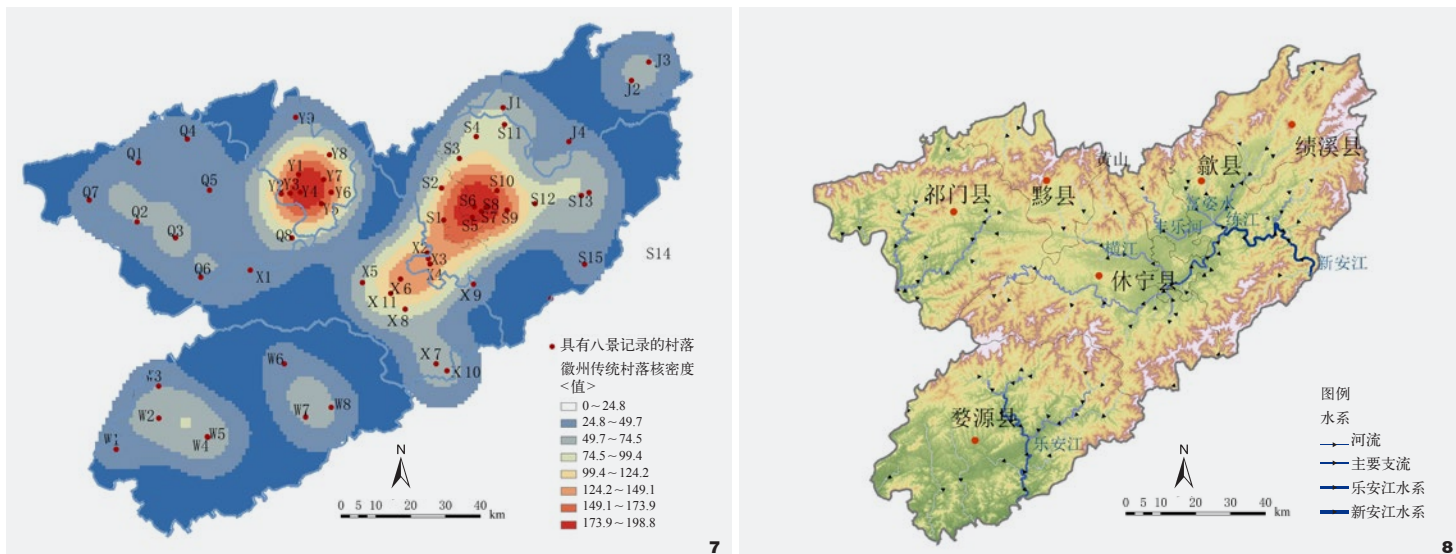 J3
J2
J1
S11
J4
S4
S3
S2
S10
S12
S13
S6
S8
S7
S9
S5
S1
S15
S14
Y9
Y8
Y1
Y7
Y2
Y3
Y4
Y6
Y5
Q8
Q4
Q1
Q5
Q7
Q2
Q3
Q6
X1
X2
X3
X4
X5
X6
X11
X9
X8
X7
X10
W6
W3
W2
W5
W4
W1
W7
W8
具有八景记录的村落
徽州传统村落核密度
<值>
0～24.8
24.8～49.7
49.7～74.5
74.5～99.4
99.4～124.2
124.2～149.1
149.1～173.9
173.9～198.8
N
0 5 10 20 30 40
km
7
绩溪县
黄山
歙县
祁门县
黟县
富姿水
丰乐河
练江
横江
新安江
休宁县
婺源县
乐安江
图例
水系
河流
主要支流
乐安江水系
新安江水系
N
0 5 10 20 30 40
km
8